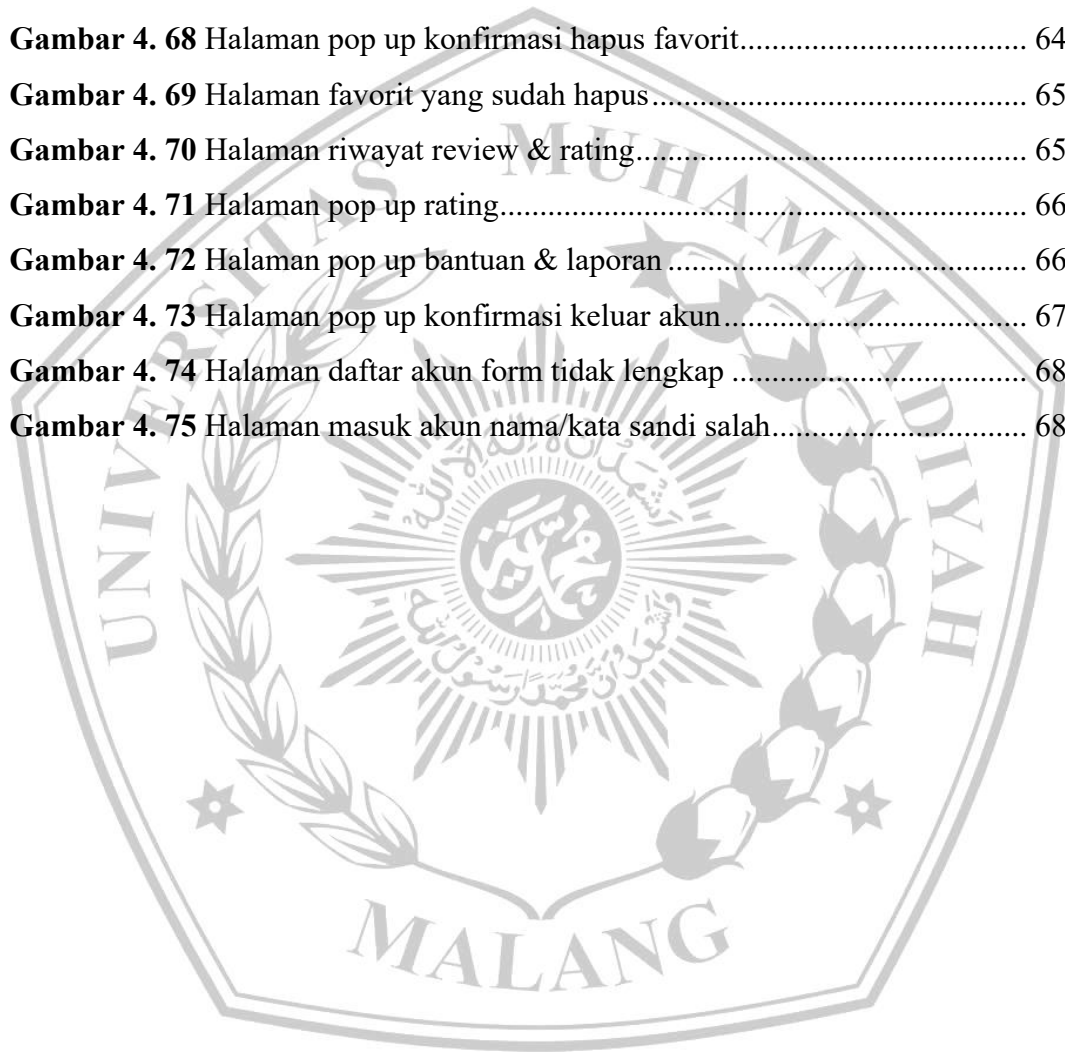 Gambar 4. 68 Halaman pop up konfirmasi hapus favorit................................. 64
Gambar 4. 69 Halaman favorit yang sudah hapus............................................ 65
Gambar 4. 70 Halaman riwayat review & rating.............................................. 65
Gambar 4. 71 Halaman pop up rating............................................................... 66
Gambar 4. 72 Halaman pop up bantuan & laporan .......................................... 66
Gambar 4. 73 Halaman pop up konfirmasi keluar akun................................... 67
Gambar 4. 74 Halaman daftar akun form tidak lengkap .................................. 68
Gambar 4. 75 Halaman masuk akun nama/kata sandi salah............................. 68
UNIVERSITAS MUHAMMADIYAH
MALANG